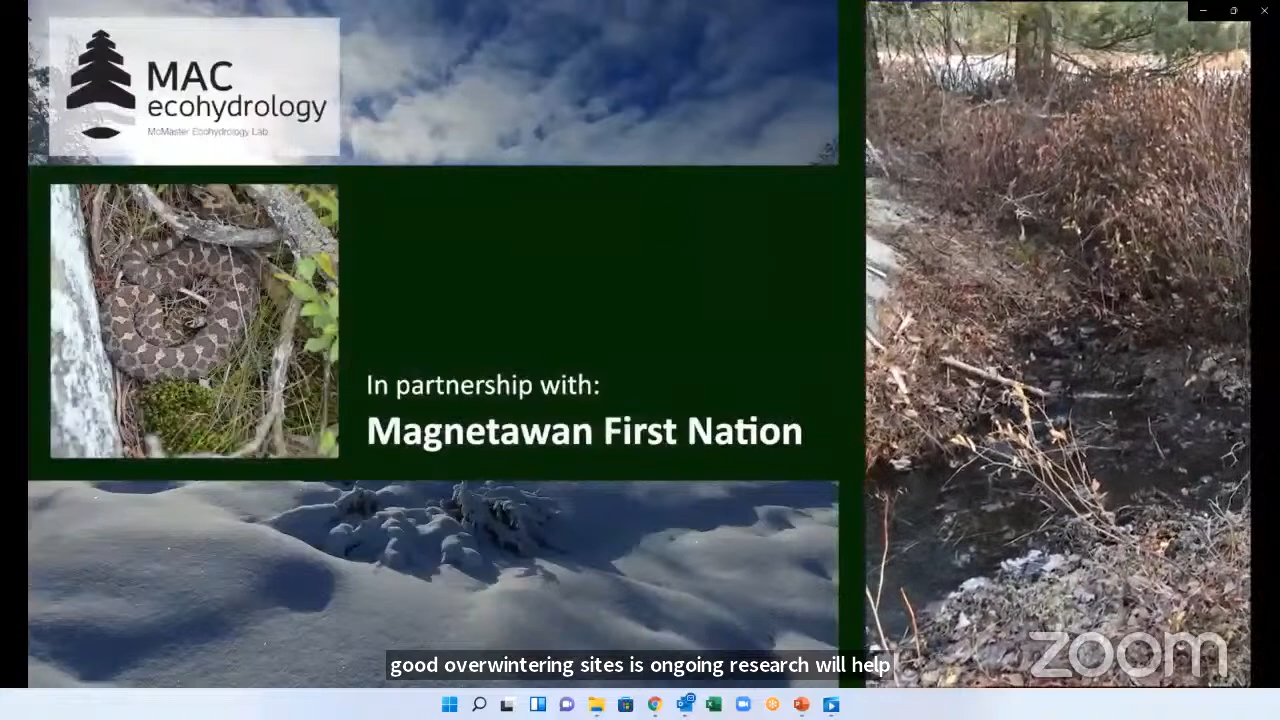 MAC
ecohydrology
McMaster Ecohydrology Lab
In partnership with:
Magnetawan First Nation
good overwintering sites is ongoing research will help
zoom